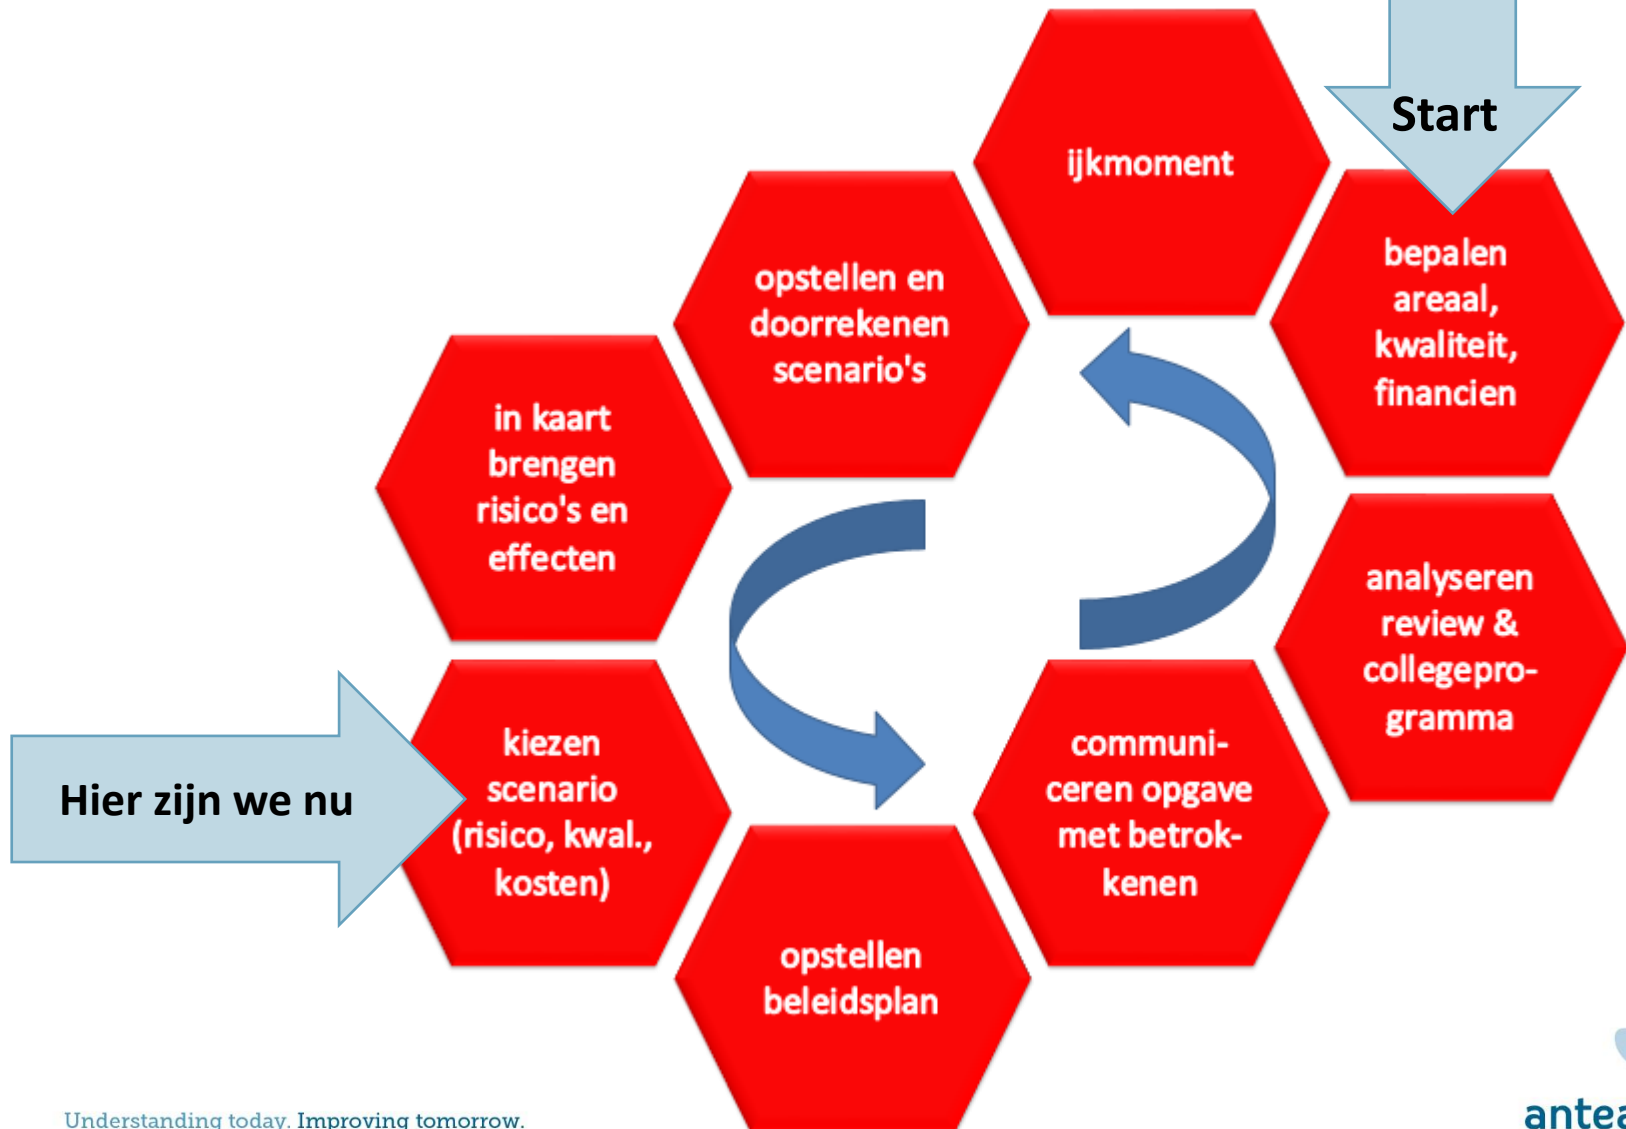 Start
ijkmoment
bepalen
areaal,
kwaliteit,
financien
opstellen en
doorrekenen
scenario's
in kaart
brengen
risico's en
effecten
analyseren
review &
collegepro-
gramma
Hier zijn we nu
kiezen
scenario
(risico, kwal.,
kosten)
communi-
ceren opgave
met betrok-
kenen
opstellen
beleidsplan
Understanding today. Improving tomorrow.
antea